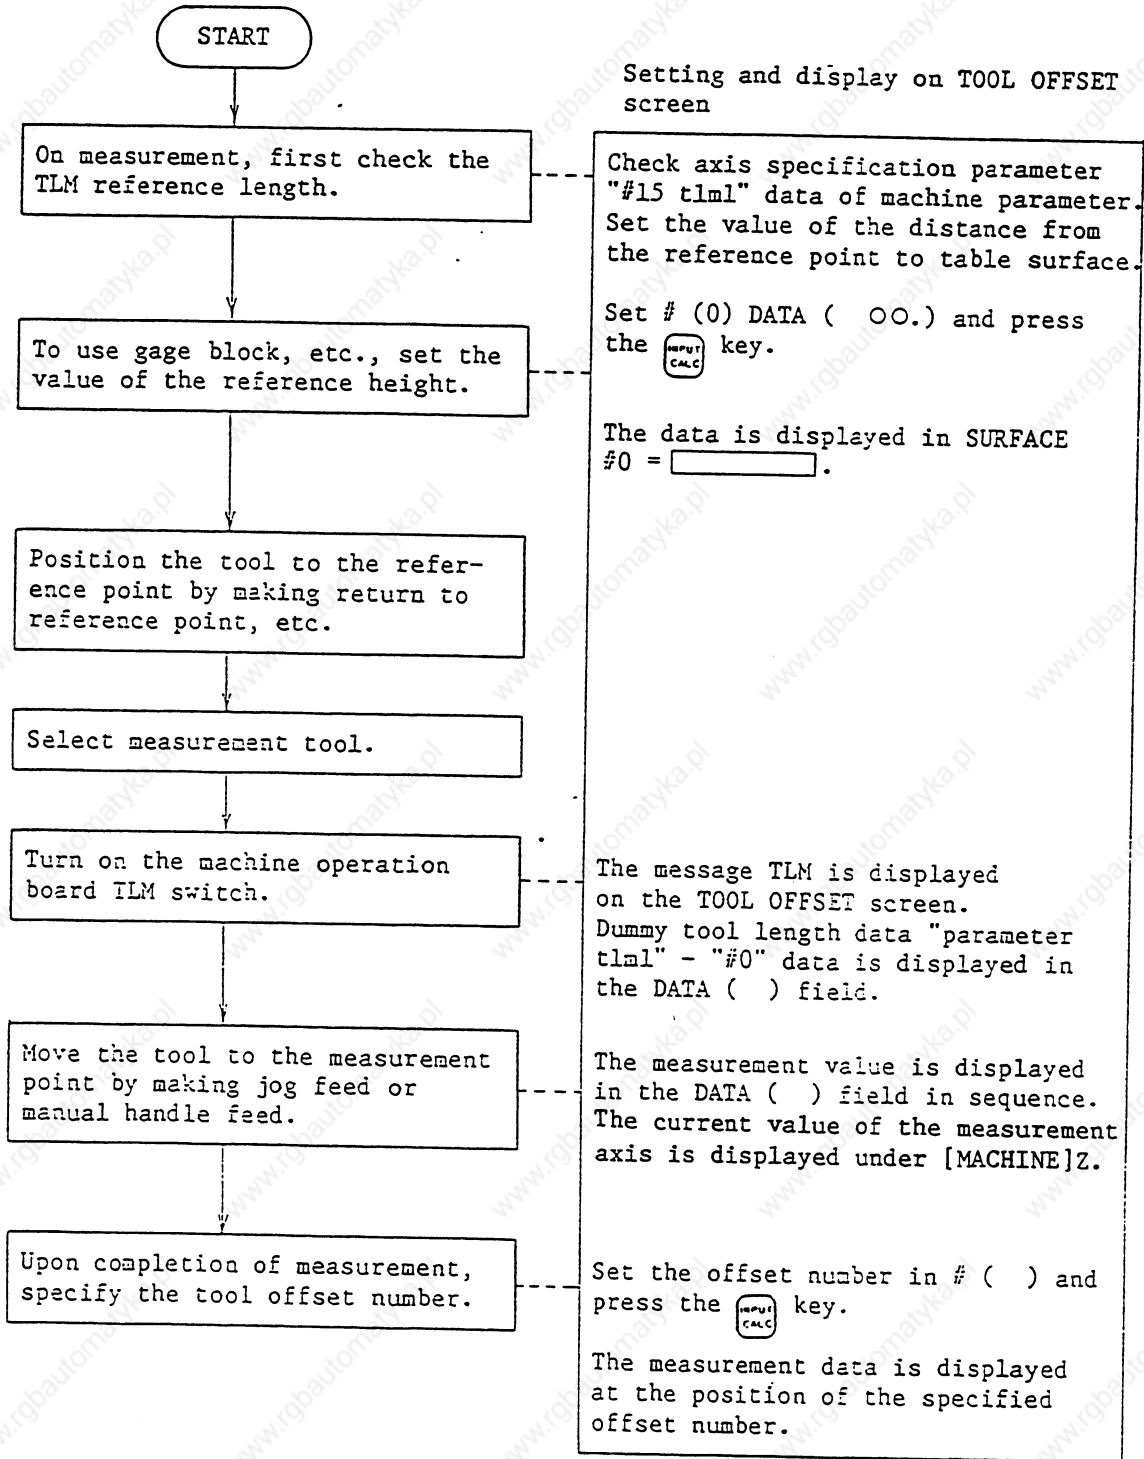 START
Setting and display on TOOL OFFSET
screen
On measurement, first check the
TLM reference length.
Check axis specification parameter
"#15 tlml" data of machine parameter.
Set the value of the distance from
the reference point to table surface.
To use gage block, etc., set the
value of the reference height.
Set # (0) DATA (  OO.) and press
the INPUT CALC key.
The data is displayed in SURFACE
#0 = .
Position the tool to the refer-
ence point by making return to
reference point, etc.
Select measurement tool.
Turn on the machine operation
board TLM switch.
The message TLM is displayed
on the TOOL OFFSET screen.
Dummy tool length data "parameter
tlml" - "#0" data is displayed in
the DATA (  ) field.
Move the tool to the measurement
point by making jog feed or
manual handle feed.
The measurement value is displayed
in the DATA (  ) field in sequence.
The current value of the measurement
axis is displayed under [MACHINE]Z.
Upon completion of measurement,
specify the tool offset number.
Set the offset number in # (  ) and
press the INPUT CALC key.
The measurement data is displayed
at the position of the specified
offset number.
www.rgbautomatyka.pl